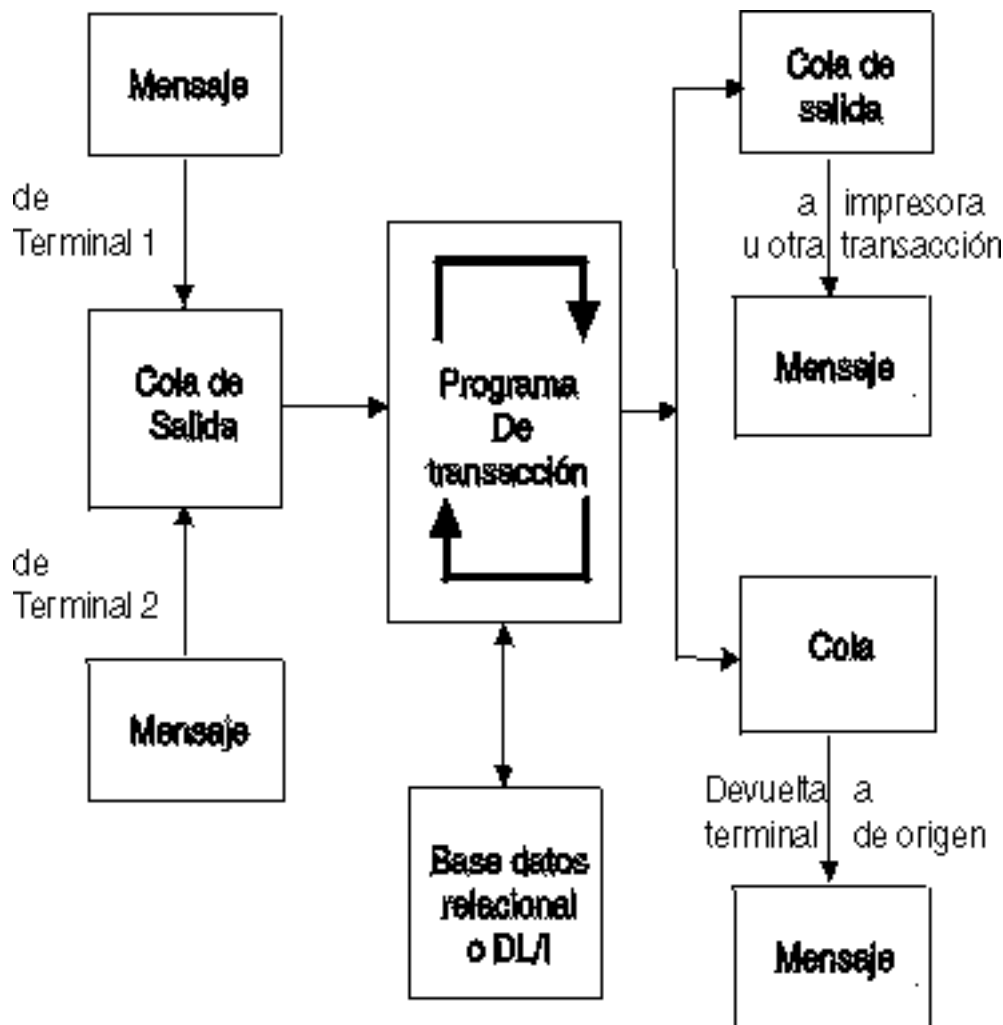 Mensaje
de
Terminal 1
Cola de
Salida
de
Terminal 2
Mensaje
Programa
De
transacción
Base datos
relacional
o DL/I
Cola de
salida
a impresora
u otra transacción
Mensaje
Cola
Devuelta a
terminal de origen
Mensaje